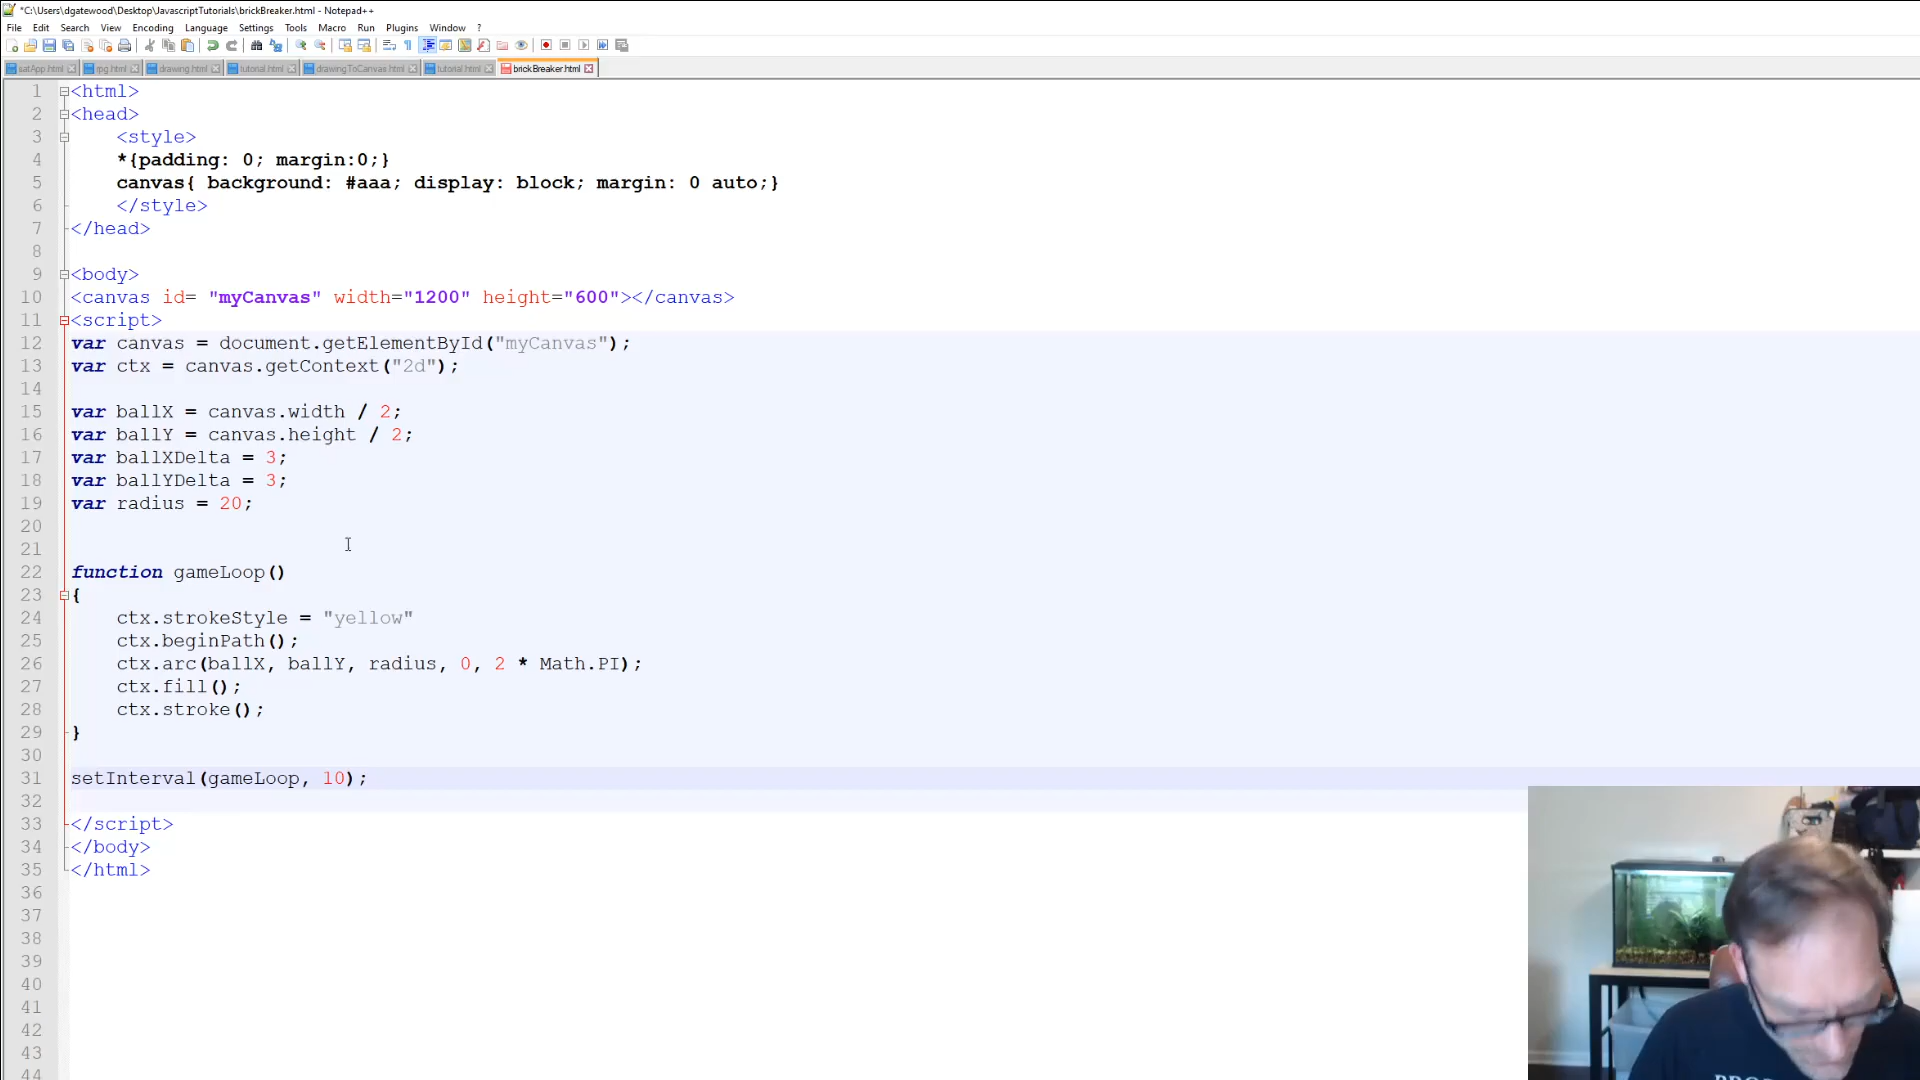 *C:\Users\dgatewood\Desktop\JavascriptTutorials\brickBreaker.html - Notepad++
File Edit Search View Encoding Language Settings Tools Macro Run Plugins Window ?
satApp.html rpg.html drawing.html tutorial.html drawingToCanvas.html tutorial.html brickBreaker.html
1 <html>
2 <head>
3 <style>
4 *{padding: 0; margin:0;}
5 canvas{ background: #aaa; display: block; margin: 0 auto;}
6 </style>
7 </head>
8
9 <body>
10 <canvas id= "myCanvas" width="1200" height="600"></canvas>
11 <script>
12 var canvas = document.getElementById("myCanvas");
13 var ctx = canvas.getContext("2d");
14
15 var ballX = canvas.width / 2;
16 var ballY = canvas.height / 2;
17 var ballXDelta = 3;
18 var ballYDelta = 3;
19 var radius = 20;
20
21
22 function gameLoop()
23 {
24 ctx.strokeStyle = "yellow"
25 ctx.beginPath();
26 ctx.arc(ballX, ballY, radius, 0, 2 * Math.PI);
27 ctx.fill();
28 ctx.stroke();
29 }
30
31 setInterval(gameLoop, 10);
32
33 </script>
34 </body>
35 </html>
36
37
38
39
40
41
42
43
44